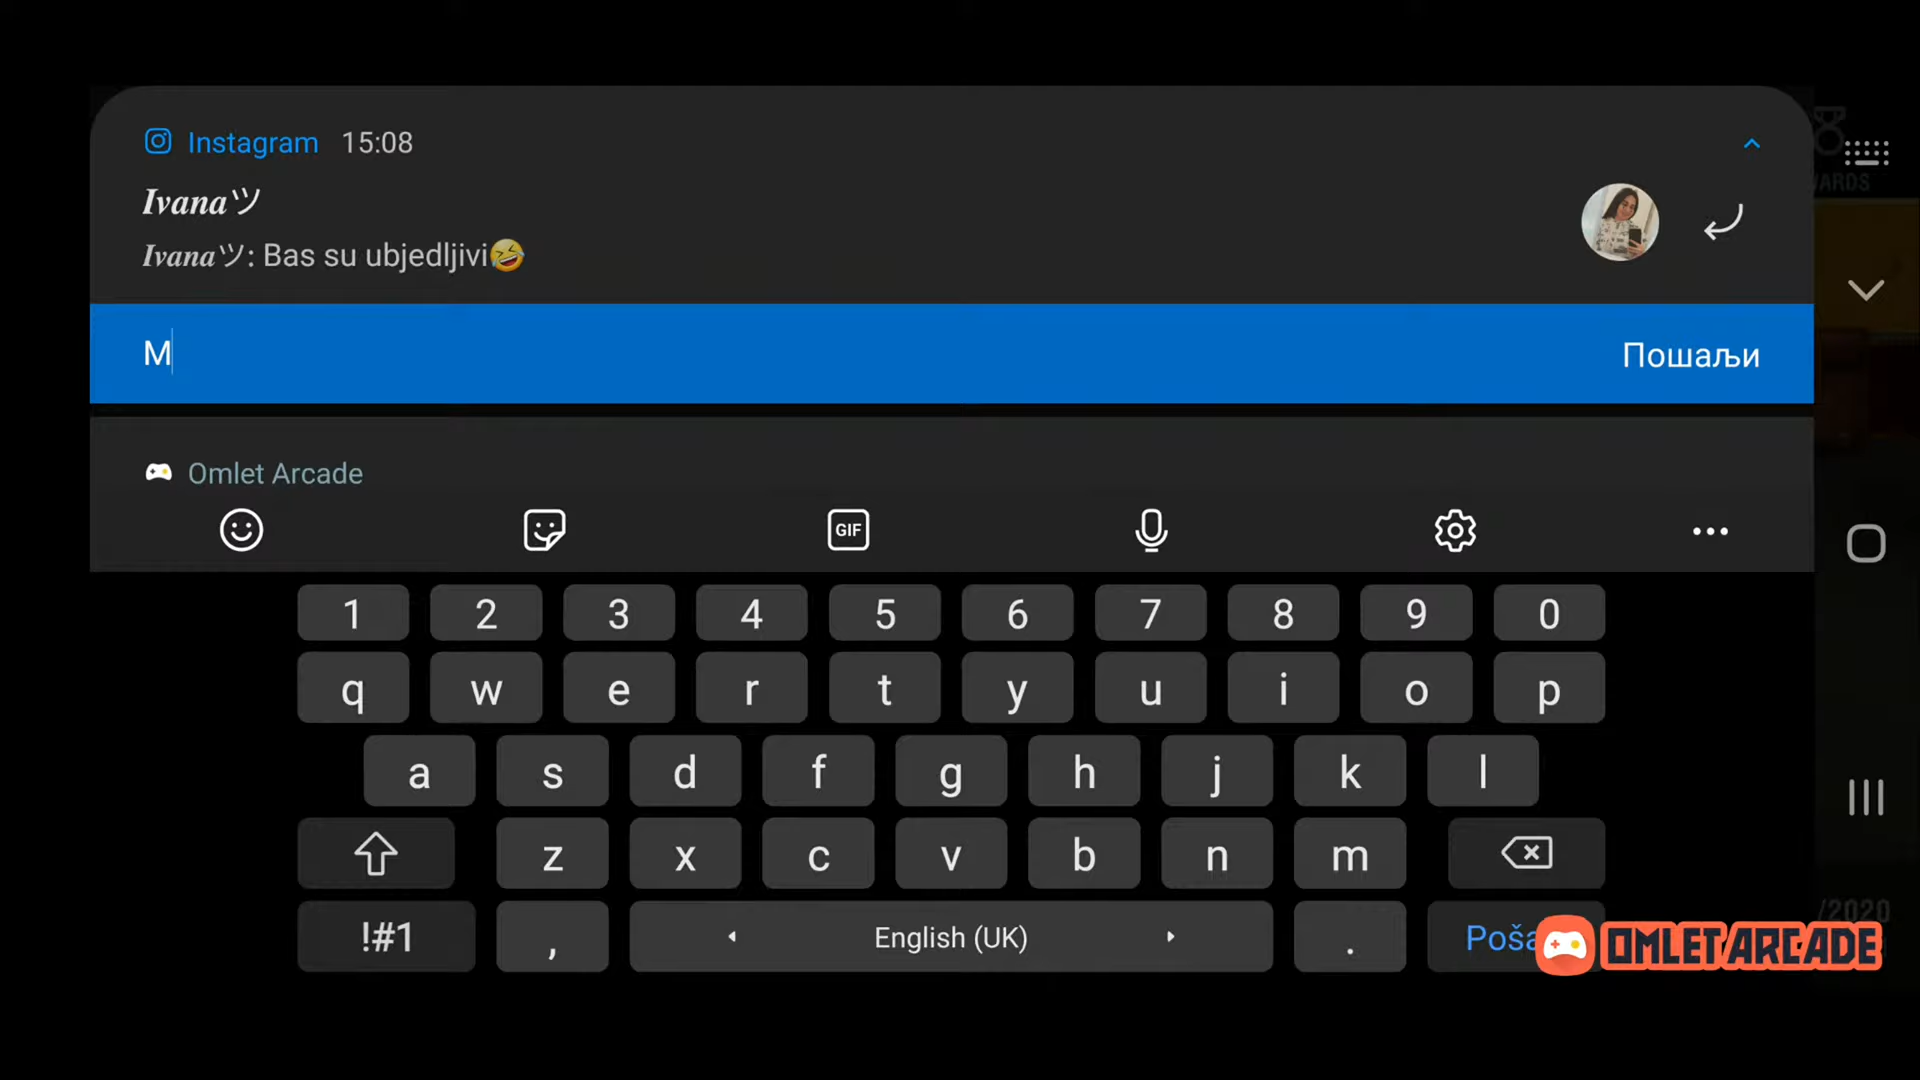 Instagram 15:08
Ivanaツ
Ivanaツ: Bas su ubjedljivi🤣
M
Пошаљи
Omlet Arcade
GIF
1 2 3 4 5 6 7 8 9 0
q w e r t y u i o p
a s d f g h j k l
z x c v b n m
!#1 , English (UK) .
OMLET ARCADE
/2020